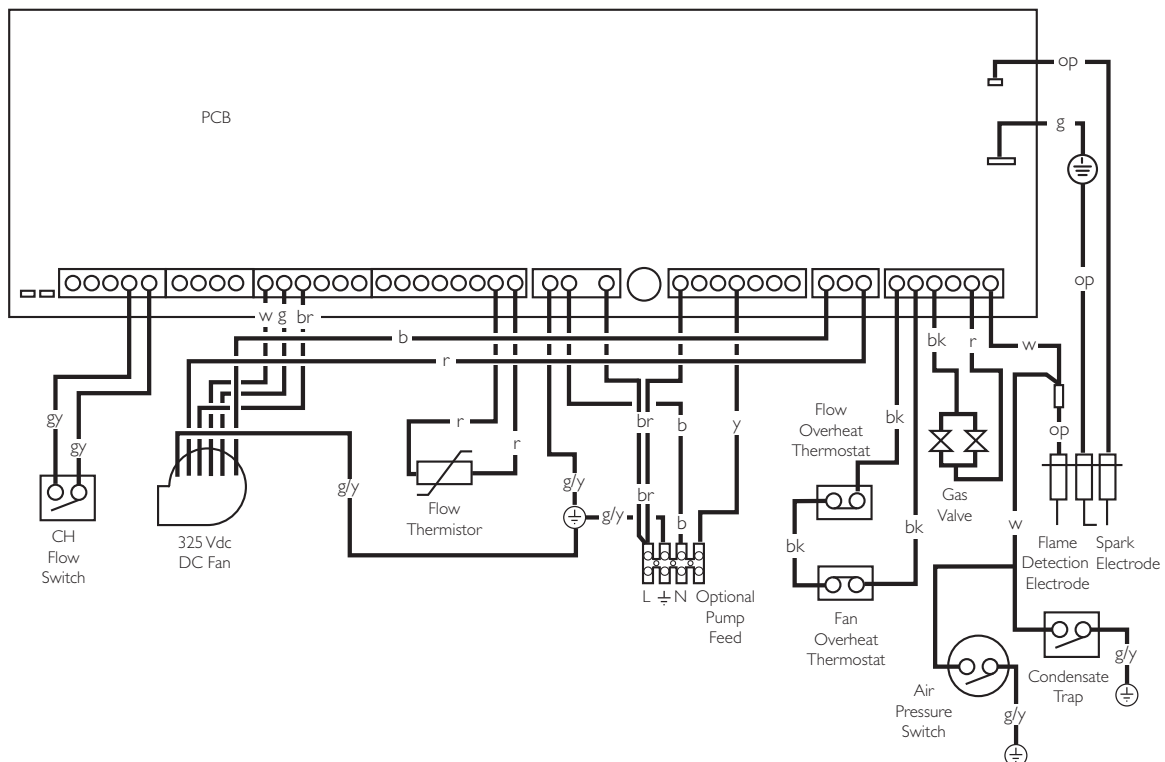 op
PCB
g
op
w g br
b
r
bk
r
w
Flow
Overheat
Thermostat
bk
gy
gy
r
r
br
b
y
op
g/y
g/y
br
b
g/y
Flow
Thermistor
Gas
Valve
w
bk
bk
CH
Flow
Switch
325 Vdc
DC Fan
Flame
Detection
Electrode
Spark
Electrode
L
N
Optional
Pump
Feed
Fan
Overheat
Thermostat
g/y
Condensate
Trap
Air
Pressure
Switch
g/y